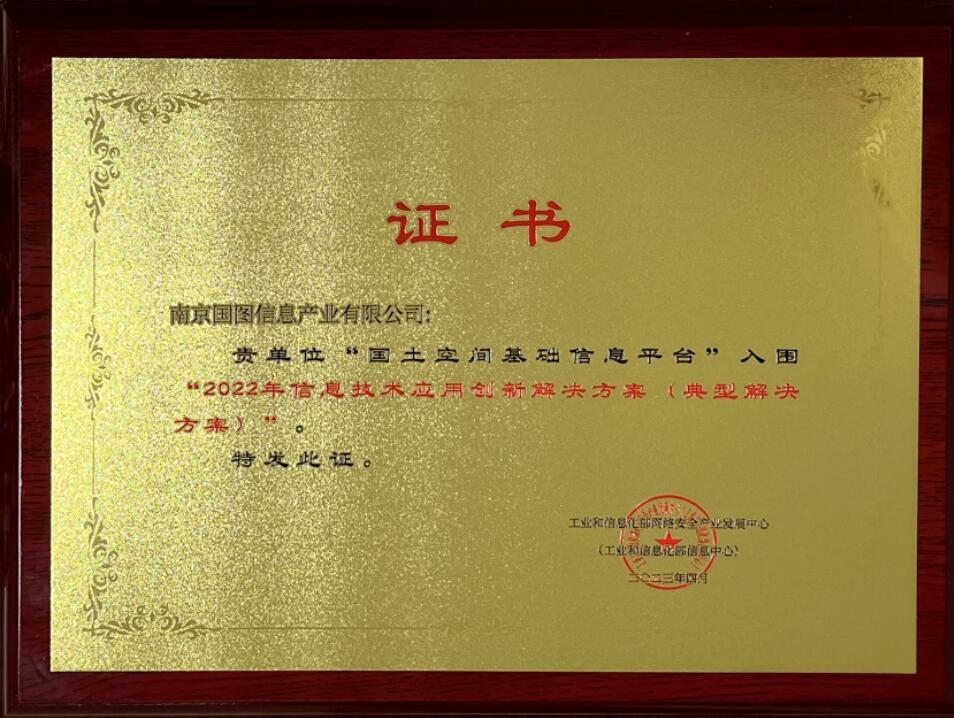 证书
南京国图信息产业有限公司:
贵单位“国土空间基础信息平台”入围
“2022年信息技术应用创新解决方案（典型解决
方案）”。
特发此证。
工业和信息化部网络安全产业发展中心
（工业和信息化部信息中心）
二〇二三年四月